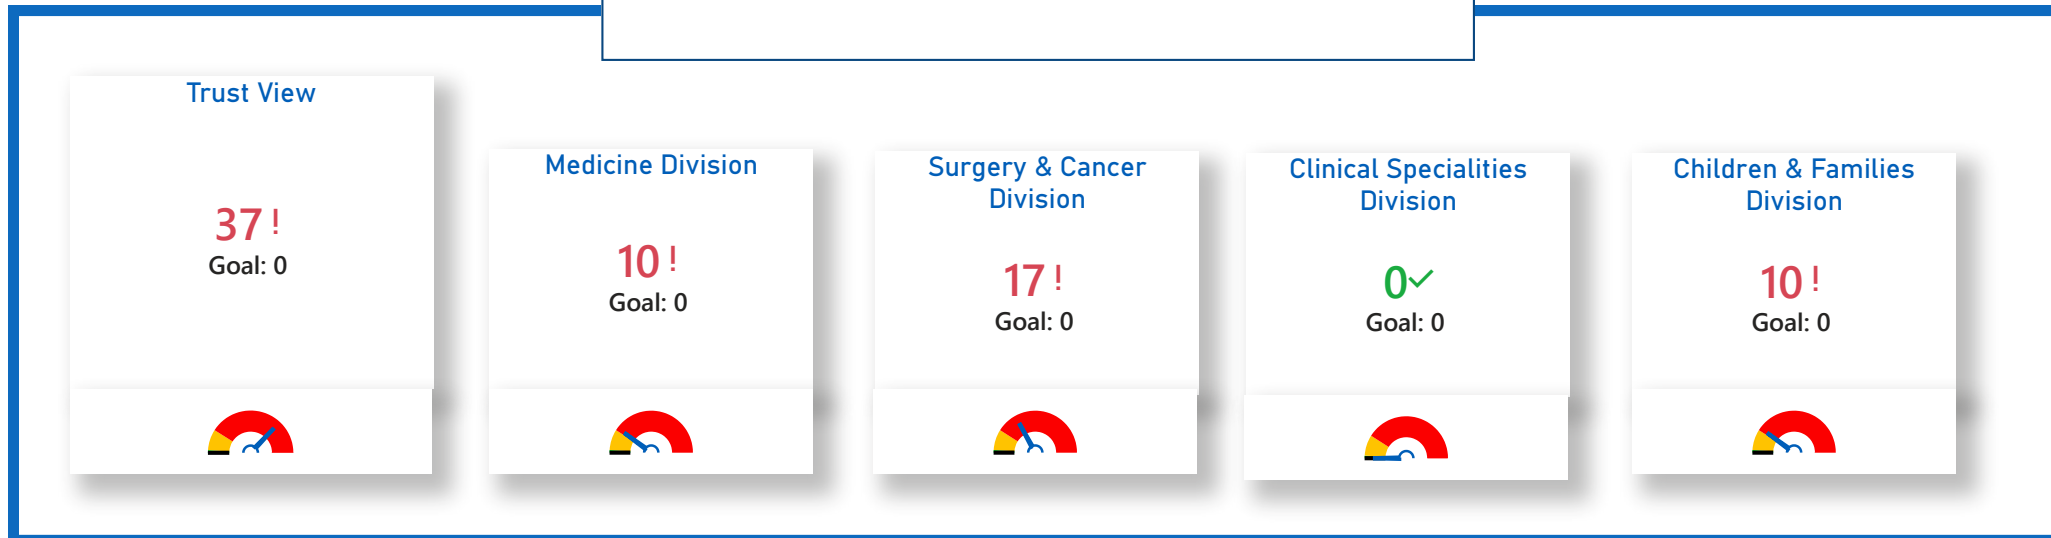 Trust View
37 !
Goal: 0
Medicine Division
10 !
Goal: 0
Surgery & Cancer
Division
17 !
Goal: 0
Clinical Specialities
Division
0✓
Goal: 0
Children & Families
Division
10 !
Goal: 0